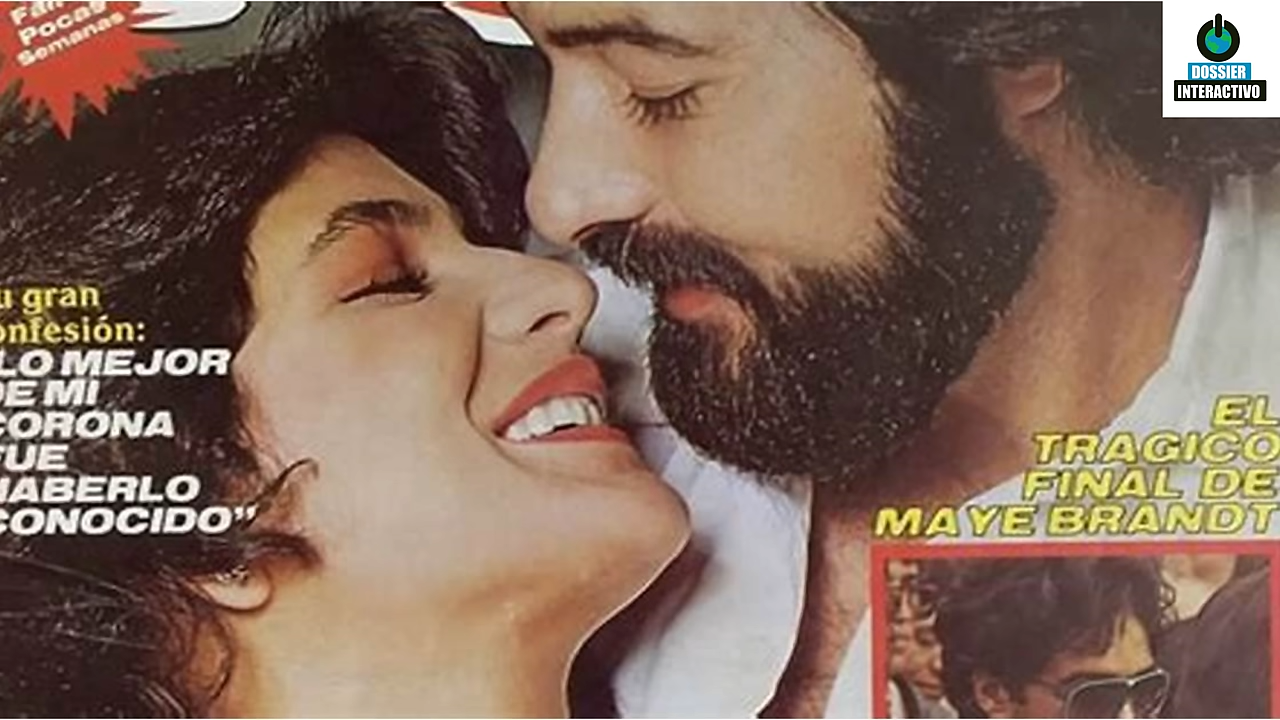 Pocas
Semanas
u gran
onfesión:
LO MEJOR
DE MI
CORONA
FUE
HABERLO
CONOCIDO”
EL
TRAGICO
FINAL DE
MAYE BRANDT
DOSSIER
INTERACTIVO